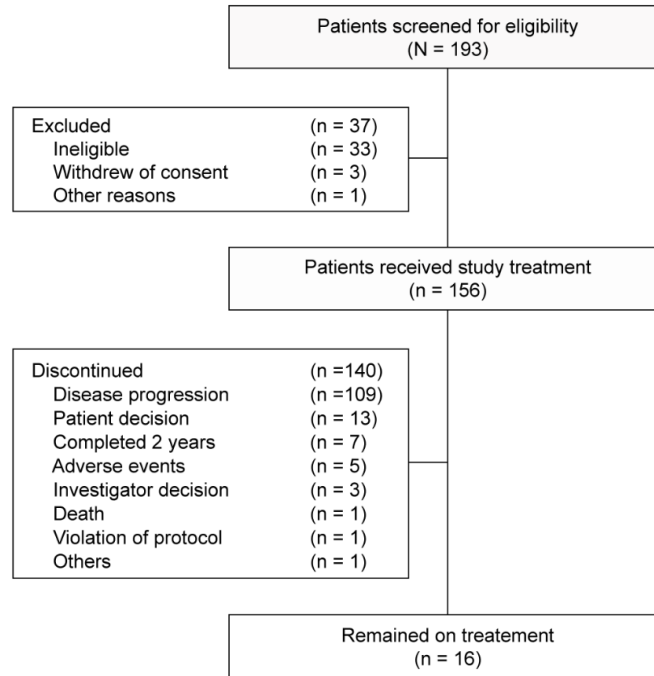 Patients screened for eligibility
(N = 193)
Excluded (n = 37)
Ineligible (n = 33)
Withdrew of consent (n = 3)
Other reasons (n = 1)
Patients received study treatment
(n = 156)
Discontinued (n =140)
Disease progression (n =109)
Patient decision (n = 13)
Completed 2 years (n = 7)
Adverse events (n = 5)
Investigator decision (n = 3)
Death (n = 1)
Violation of protocol (n = 1)
Others (n = 1)
Remained on treatement
(n = 16)